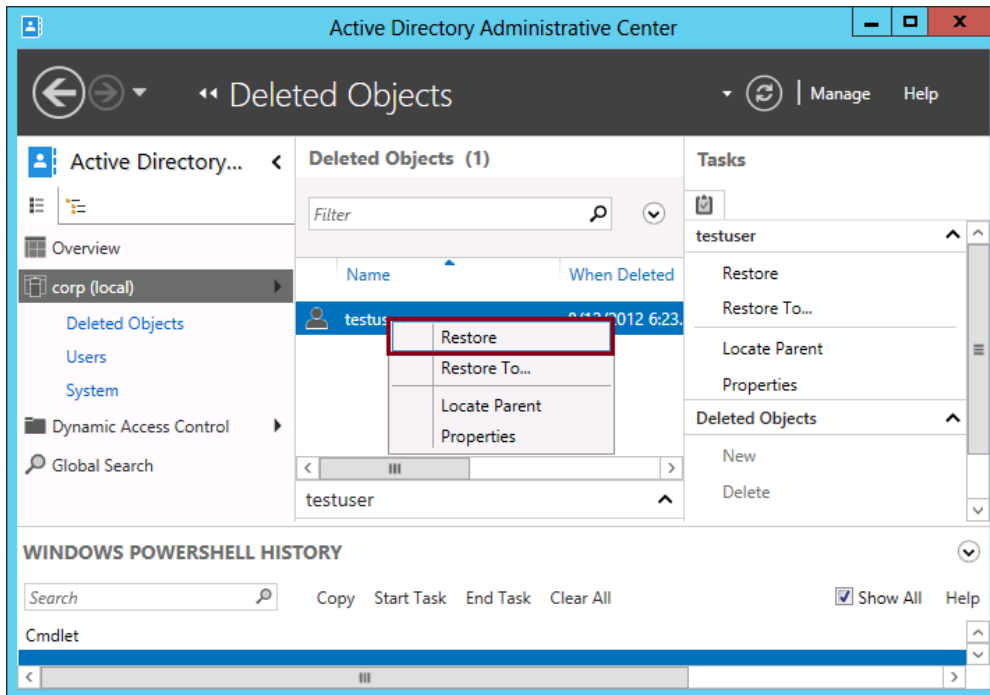 Active Directory Administrative Center
Deleted Objects
Manage Help
Active Directory...
Overview
corp (local)
Deleted Objects
Users
System
Dynamic Access Control
Global Search
Deleted Objects (1)
Filter
Name When Deleted
2012 6:23.
Restore
Restore To...
Locate Parent
Properties
testuser
Tasks
testuser
Restore
Restore To...
Locate Parent
Properties
Deleted Objects
New
Delete
WINDOWS POWERSHELL HISTORY
Search Copy Start Task End Task Clear All Show All Help
Cmdlet